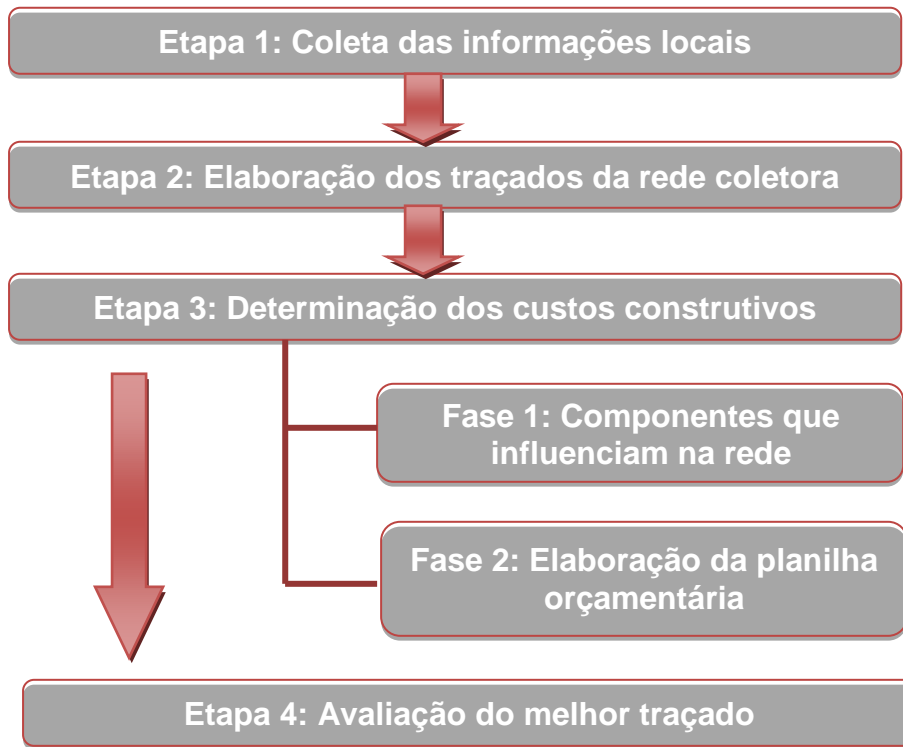 Etapa 1: Coleta das informações locais
Etapa 2: Elaboração dos traçados da rede coletora
Etapa 3: Determinação dos custos construtivos
Fase 1: Componentes que
influenciam na rede
Fase 2: Elaboração da planilha
orçamentária
Etapa 4: Avaliação do melhor traçado